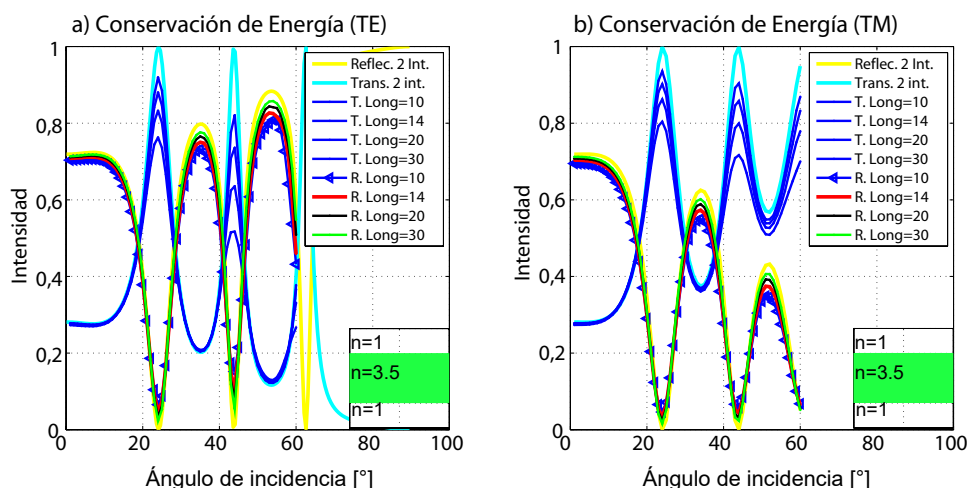 a) Conservación de Energía (TE)
Intensidad
1
0,8
0,6
0,4
0,2
0
0
20
40
60
80
100
Ángulo de incidencia [°]
Reflec. 2 Int.
Trans. 2 int.
T. Long=10
T. Long=14
T. Long=20
T. Long=30
R. Long=10
R. Long=14
R. Long=20
R. Long=30
n=1
n=3.5
n=1
b) Conservación de Energía (TM)
Intensidad
1
0,8
0,6
0,4
0,2
0
0
20
40
60
80
100
Ángulo de incidencia [°]
Reflec. 2 Int.
Trans. 2 int.
T. Long=10
T. Long=14
T. Long=20
T. Long=30
R. Long=10
R. Long=14
R. Long=20
R. Long=30
n=1
n=3.5
n=1